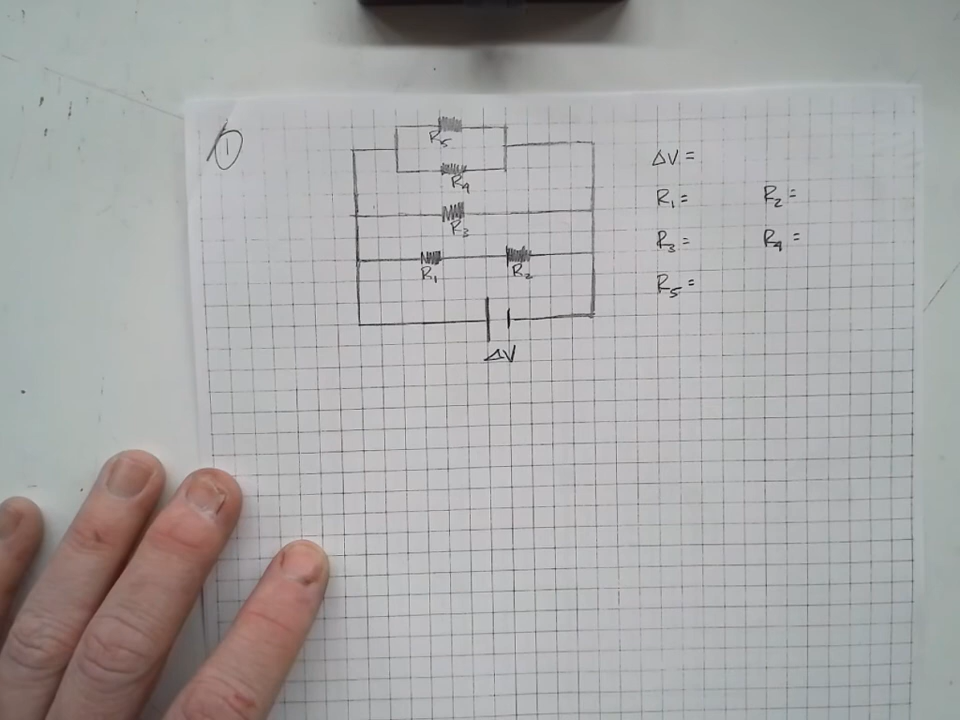 1
R5
R4
R3
R1 R2
ΔV
ΔV =
R1 = R2 =
R3 = R4 =
R5 =